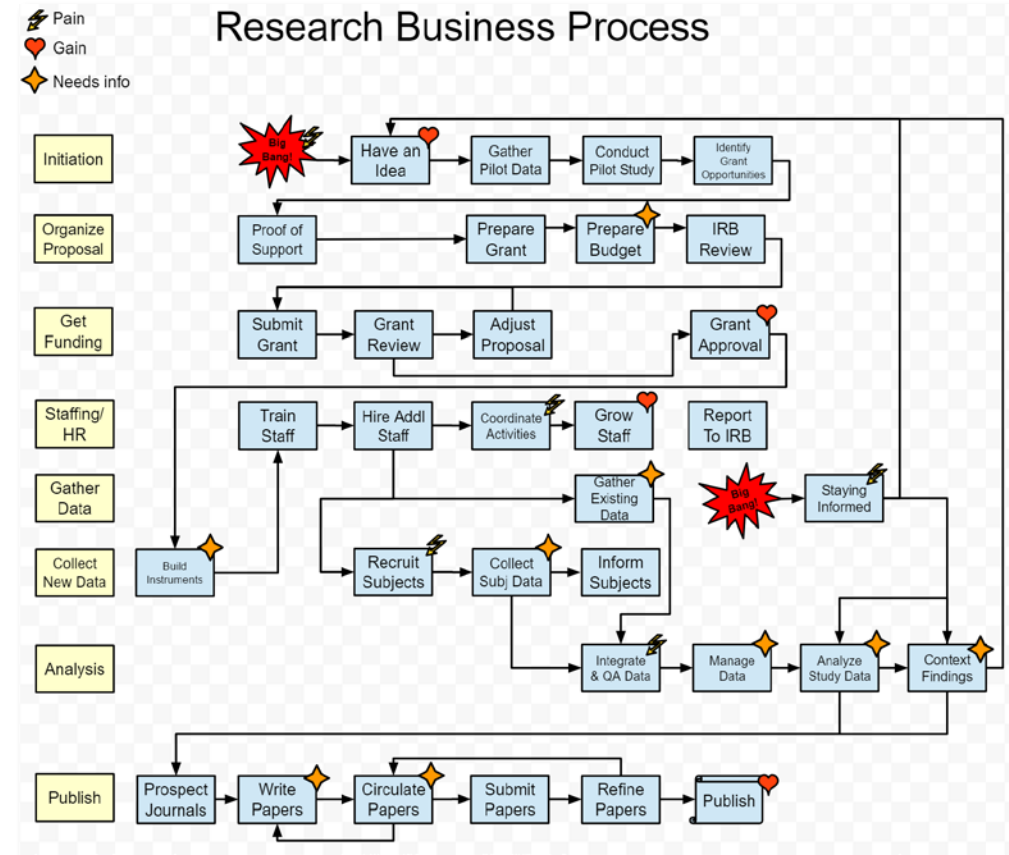 Pain
Research Business Process
Gain
Needs info
Initiation
Big
Bang!
Have an
Idea
Gather
Pilot Data
Conduct
Pilot Study
Identify
Grant
Opportunities
Organize
Proposal
Proof of
Support
Prepare
Grant
Prepare
Budget
IRB
Review
Get
Funding
Submit
Grant
Grant
Review
Adjust
Proposal
Grant
Approval
Staffing/
HR
Train
Staff
Hire Addl
Staff
Coordinate
Activities
Grow
Staff
Report
To IRB
Gather
Data
Gather
Existing
Data
Big
Bang!
Staying
Informed
Collect
New Data
Build
Instruments
Recruit
Subjects
Collect
Subj Data
Inform
Subjects
Analysis
Integrate
& QA Data
Manage
Data
Analyze
Study Data
Context
Findings
Publish
Prospect
Journals
Write
Papers
Circulate
Papers
Submit
Papers
Refine
Papers
Publish